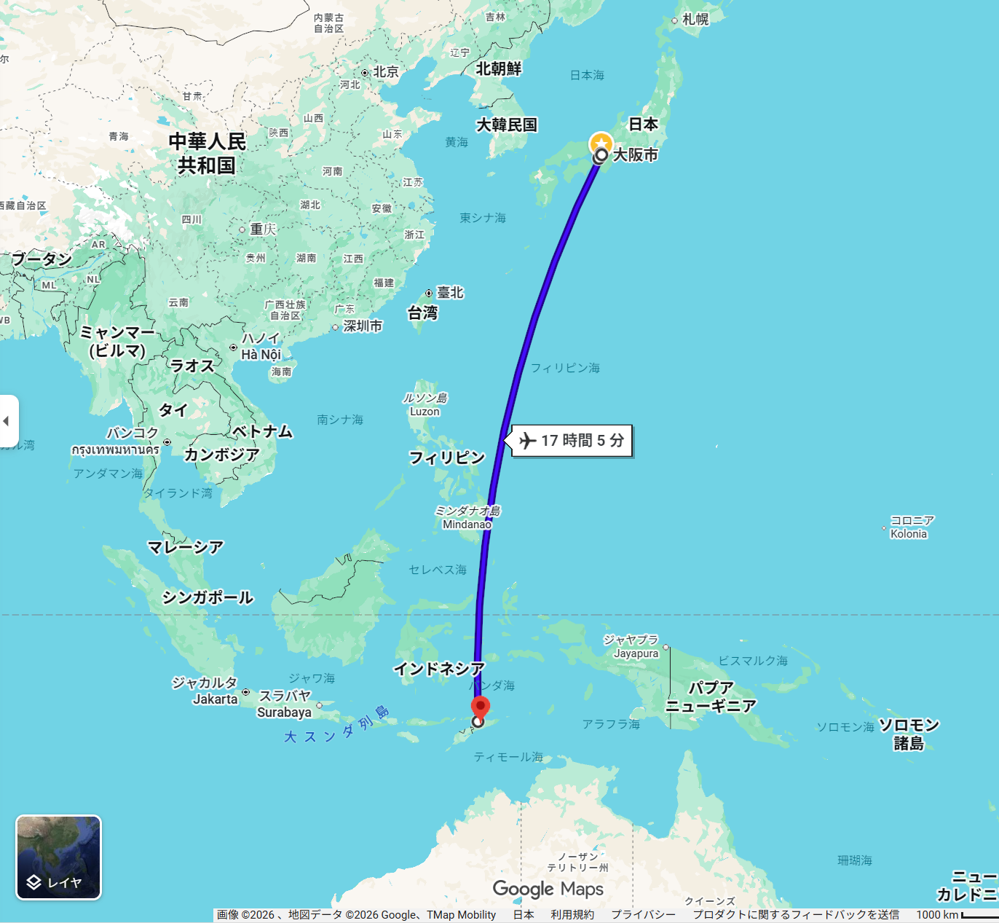 内蒙古
自治区
吉林
札幌
辽宁
北京
北朝鮮
日本海
河北
甘肃
山西
大韓民国
日本
青海
陕西
山东
黄海
中華人民
共和国
大阪市
河南
江苏
西藏自治区
四川
湖北
安徽
東シナ海
重庆
浙江
AR
ブータン
贵州
湖南
江西
NL
ML
福建
臺北
云南
广西壮族
自治区
广东
台湾
WB
深圳市
ミャンマー
(ビルマ)
ハノイ
Hà Nội
ラオス
海南
フィリピン海
ルソン島
Luzon
タイ
南シナ海
バンコク
กรุงเทพมหานคร
ベトナム
17 時間 5 分
カンボジア
フィリピン
アンダマン海
タイランド湾
ミンダナオ島
Mindanao
コロニア
Kolonia
マレーシア
セレベス海
シンガポール
ジャヤプラ
Jayapura
ビスマルク海
インドネシア
ジャワ海
バンダ海
ジャカルタ
Jakarta
スラバヤ
Surabaya
パプア
ニューギニア
大スンダ列島
アラフラ海
ソロモン海
ソロモン
諸島
ティモール海
ノーザン
テリトリー州
珊瑚海
レイヤ
Google Maps
ニュー
カレドニ
クイーンズ
画像 ©2026 、地図データ ©2026 Google、TMap Mobility 日本 利用規約 プライバシー プロダクトに関するフィードバックを送信 1000 km